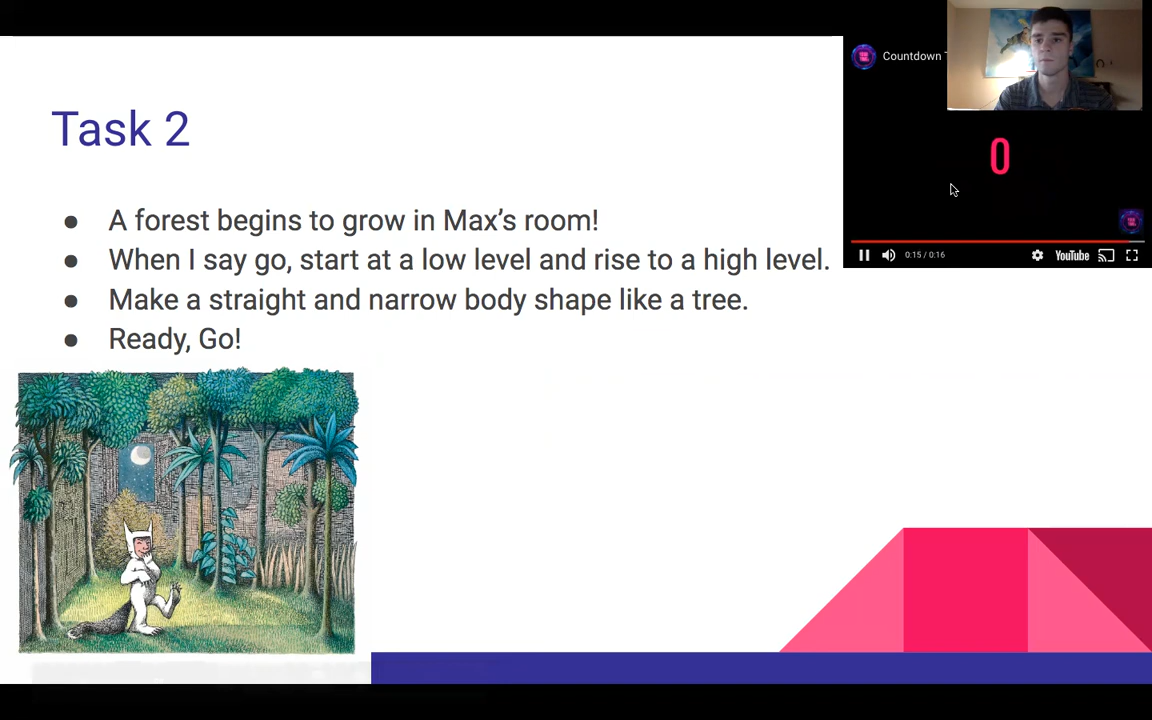 Task 2
● A forest begins to grow in Max's room!
● When I say go, start at a low level and rise to a high level.
● Make a straight and narrow body shape like a tree.
● Ready, Go!
Countdown
0
0:15 / 0:16
YouTube